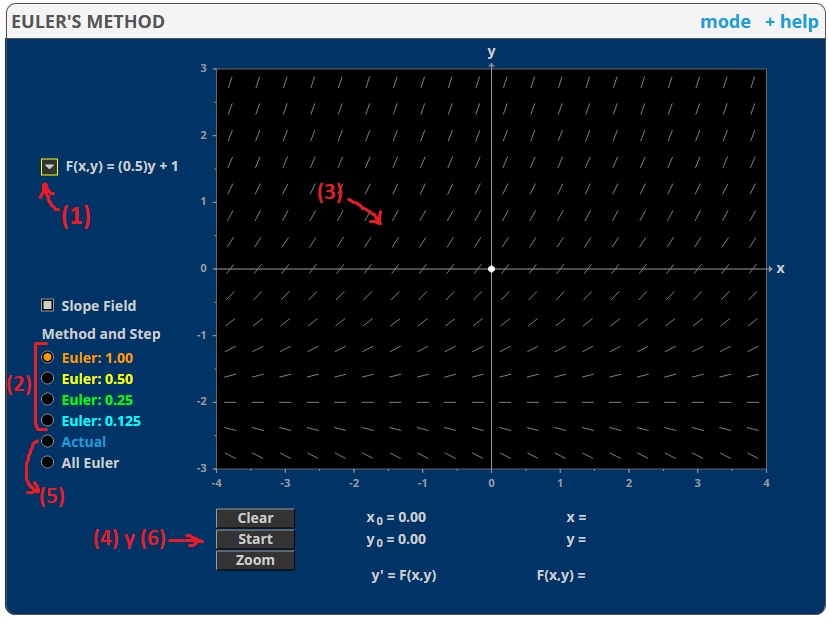 EULER'S METHOD
mode + help
y
3
2
1
0
-1
-2
-3
x
-4 -3 -2 -1 0 1 2 3 4
F(x,y) = (0.5)y + 1
(1)
(3)
Slope Field
Method and Step
Euler: 1.00
Euler: 0.50
(2)
Euler: 0.25
Euler: 0.125
Actual
All Euler
(5)
Clear
(4) y (6)
Start
Zoom
x0 = 0.00
y0 = 0.00
y' = F(x,y)
x =
y =
F(x,y) =